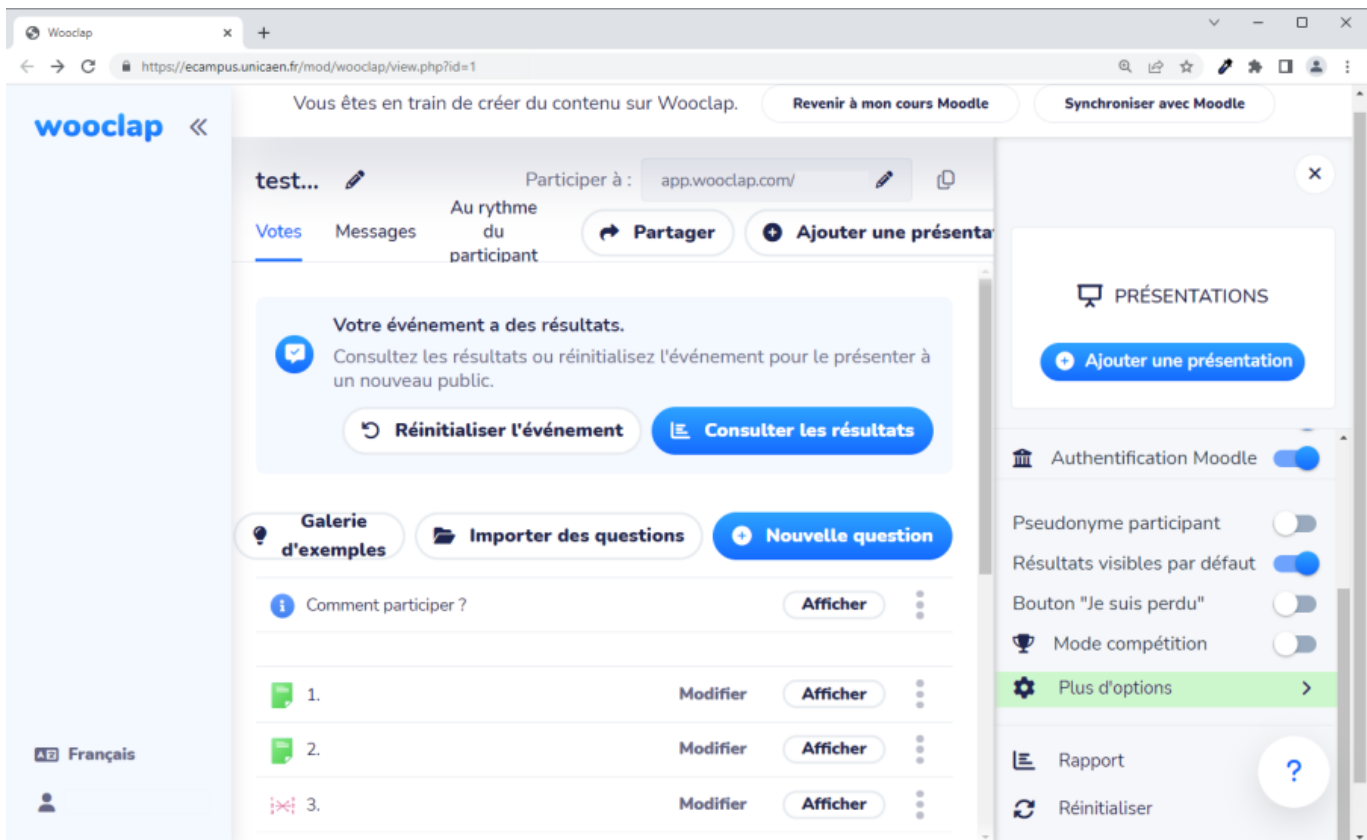 Wooclap
https://ecampus.unicaen.fr/mod/wooclap/view.php?id=1
wooclap
Vous êtes en train de créer du contenu sur Wooclap.
Revenir à mon cours Moodle
Synchroniser avec Moodle
test...
Participer à :
app.wooclap.com/
Votes
Messages
Au rythme
du
participant
Partager
Ajouter une présenta
Votre événement a des résultats.
Consultez les résultats ou réinitialisez l'événement pour le présenter à
un nouveau public.
Réinitialiser l'événement
Consulter les résultats
Galerie
d'exemples
Importer des questions
Nouvelle question
Comment participer ?
Afficher
1.
Modifier
Afficher
2.
Modifier
Afficher
3.
Modifier
Afficher
PRÉSENTATIONS
Ajouter une présentation
Authentification Moodle
Pseudonyme participant
Résultats visibles par défaut
Bouton "Je suis perdu"
Mode compétition
Plus d'options
Rapport
Réinitialiser
?
Français